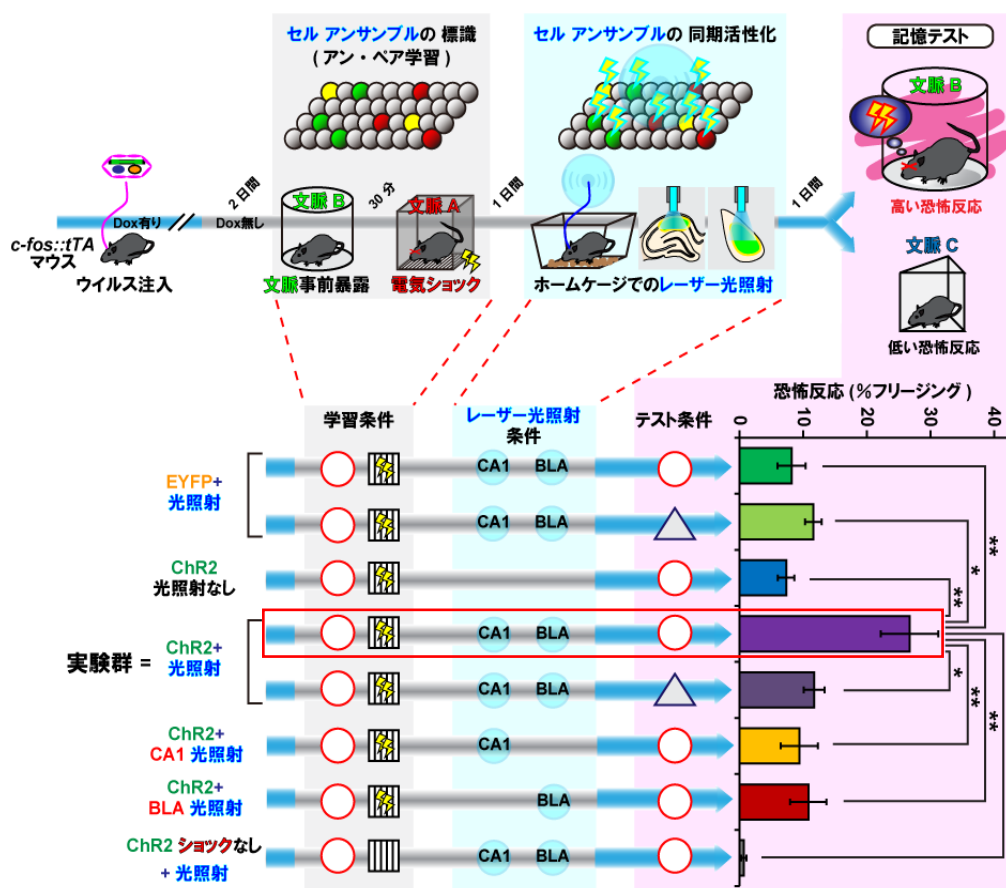 セル アンサンブルの 標識
(アン・ペア学習)
セル アンサンブルの 同期活性化
記憶テスト
文脈 B
2 日間
30 分
1 日間
1 日間
Dox有り
Dox無し
文脈 B
文脈 A
高い恐怖反応
c-fos::tTA
マウス
ウイルス注入
文脈事前暴露
電気ショック
ホームケージでのレーザー光照射
文脈 C
低い恐怖反応
恐怖反応 (%フリージング)
学習条件
レーザー光照射
条件
テスト条件
0
10
20
30
40
EYFP+
光照射
CA1
BLA
CA1
BLA
ChR2
光照射なし
実験群 =
ChR2+
光照射
CA1
BLA
CA1
BLA
ChR2+
CA1 光照射
CA1
ChR2+
BLA 光照射
BLA
ChR2 ショックなし
+ 光照射
CA1
BLA
**
*
**
*
**
**